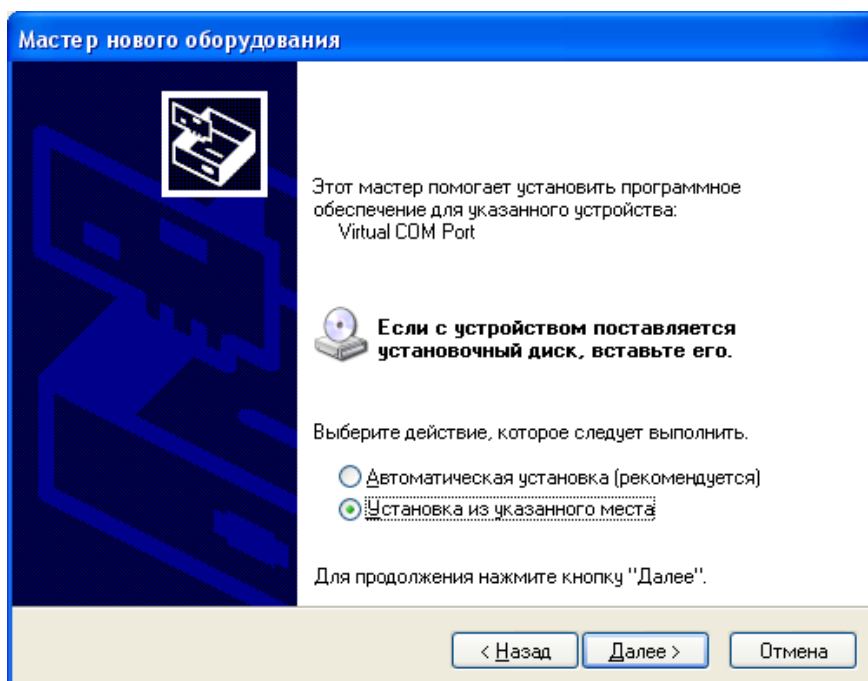 Мастер нового оборудования
Этот мастер помогает установить программное
обеспечение для указанного устройства:
Virtual COM Port
Если с устройством поставляется
установочный диск, вставьте его.
Выберите действие, которое следует выполнить.
Автоматическая установка (рекомендуется)
Установка из указанного места
Для продолжения нажмите кнопку "Далее".
< Назад Далее > Отмена